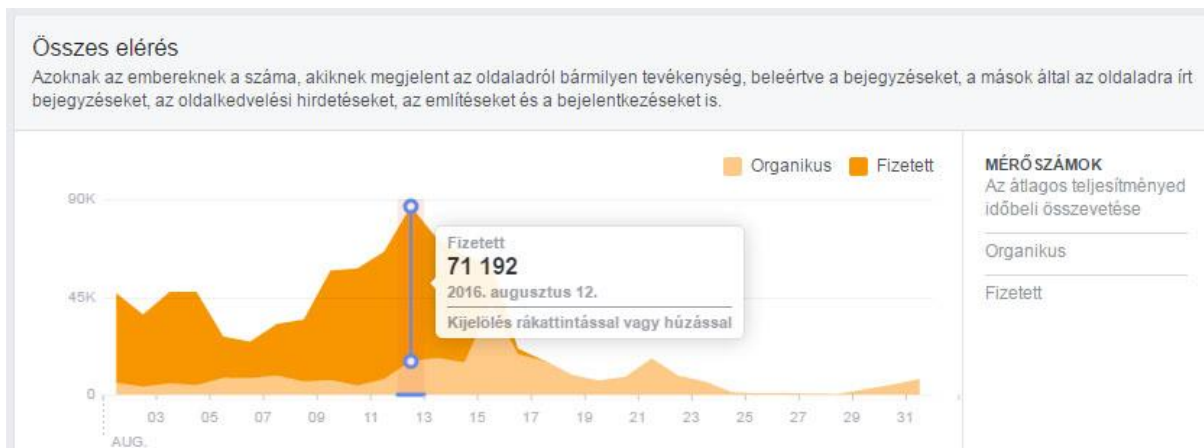 Összes elérés
Azoknak az embereknek a száma, akiknek megjelent az oldaladról bármilyen tevékenység, beleértve a bejegyzéseket, a mások által az oldaladra írt
bejegyzéseket, az oldalkedvelési hirdetéseket, az említéseket és a bejelentkezéseket is.
Organikus
Fizetett
90K
45K
0
Fizetett
71 192
2016. augusztus 12.
Kijelölés rákattintással vagy húzással
03 05 07 09 11 13 15 17 19 21 23 25 27 29 31
AUG.
MÉRŐSZÁMOK
Az átlagos teljesítményed
időbeli összevetése
Organikus
Fizetett